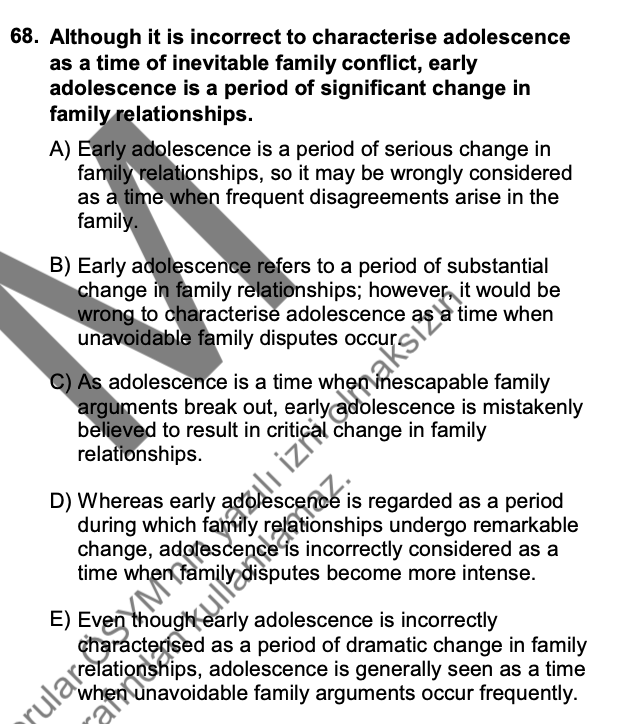 68. Although it is incorrect to characterise adolescence
as a time of inevitable family conflict, early
adolescence is a period of significant change in
family relationships.
A) Early adolescence is a period of serious change in
family relationships, so it may be wrongly considered
as a time when frequent disagreements arise in the
family.
B) Early adolescence refers to a period of substantial
change in family relationships; however, it would be
wrong to characterise adolescence as a time when
unavoidable family disputes occur.
C) As adolescence is a time when inescapable family
arguments break out, early adolescence is mistakenly
believed to result in critical change in family
relationships.
D) Whereas early adolescence is regarded as a period
during which family relationships undergo remarkable
change, adolescence is incorrectly considered as a
time when family disputes become more intense.
E) Even though early adolescence is incorrectly
characterised as a period of dramatic change in family
relationships, adolescence is generally seen as a time
when unavoidable family arguments occur frequently.
M
ÖSYM'nin yazılı izni olmaksızın
kullanılamaz.